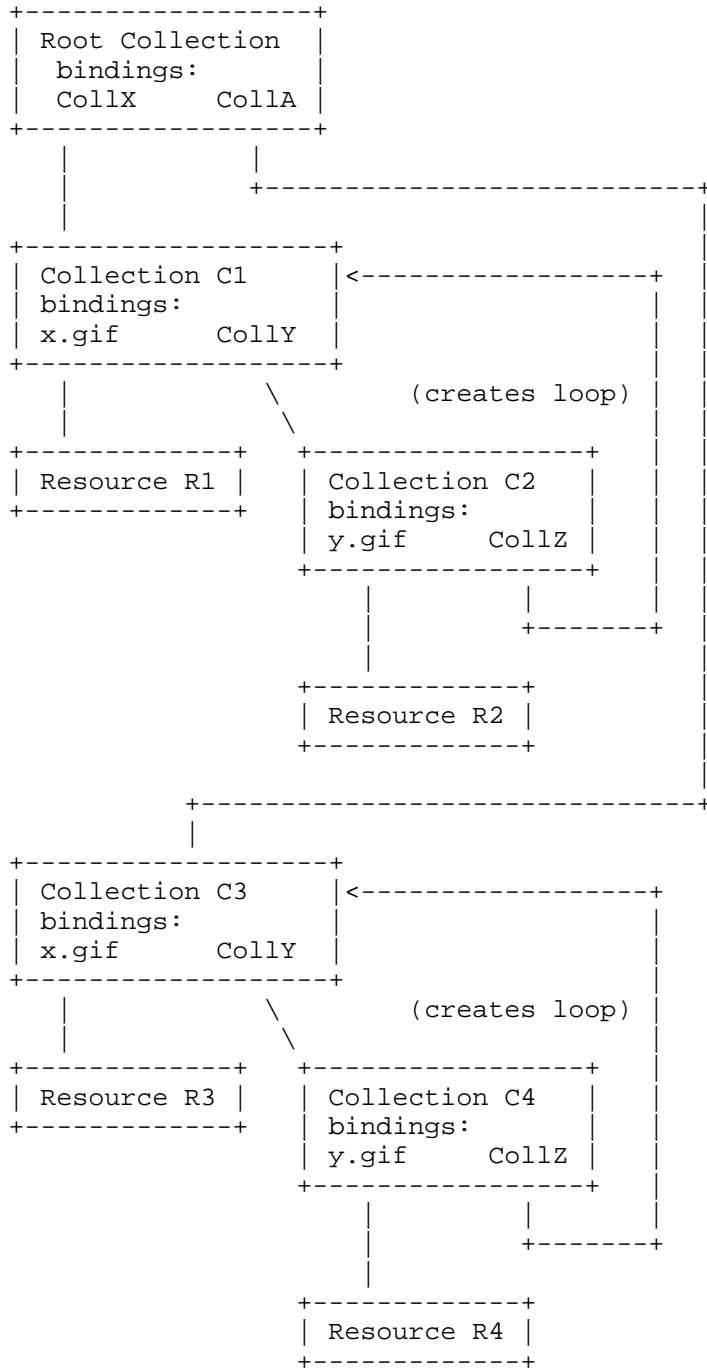 Root Collection
bindings:
CollX CollA
Collection C1
bindings:
x.gif CollY
(creates loop)
Resource R1
Collection C2
bindings:
y.gif CollZ
Resource R2
Collection C3
bindings:
x.gif CollY
(creates loop)
Resource R3
Collection C4
bindings:
y.gif CollZ
Resource R4